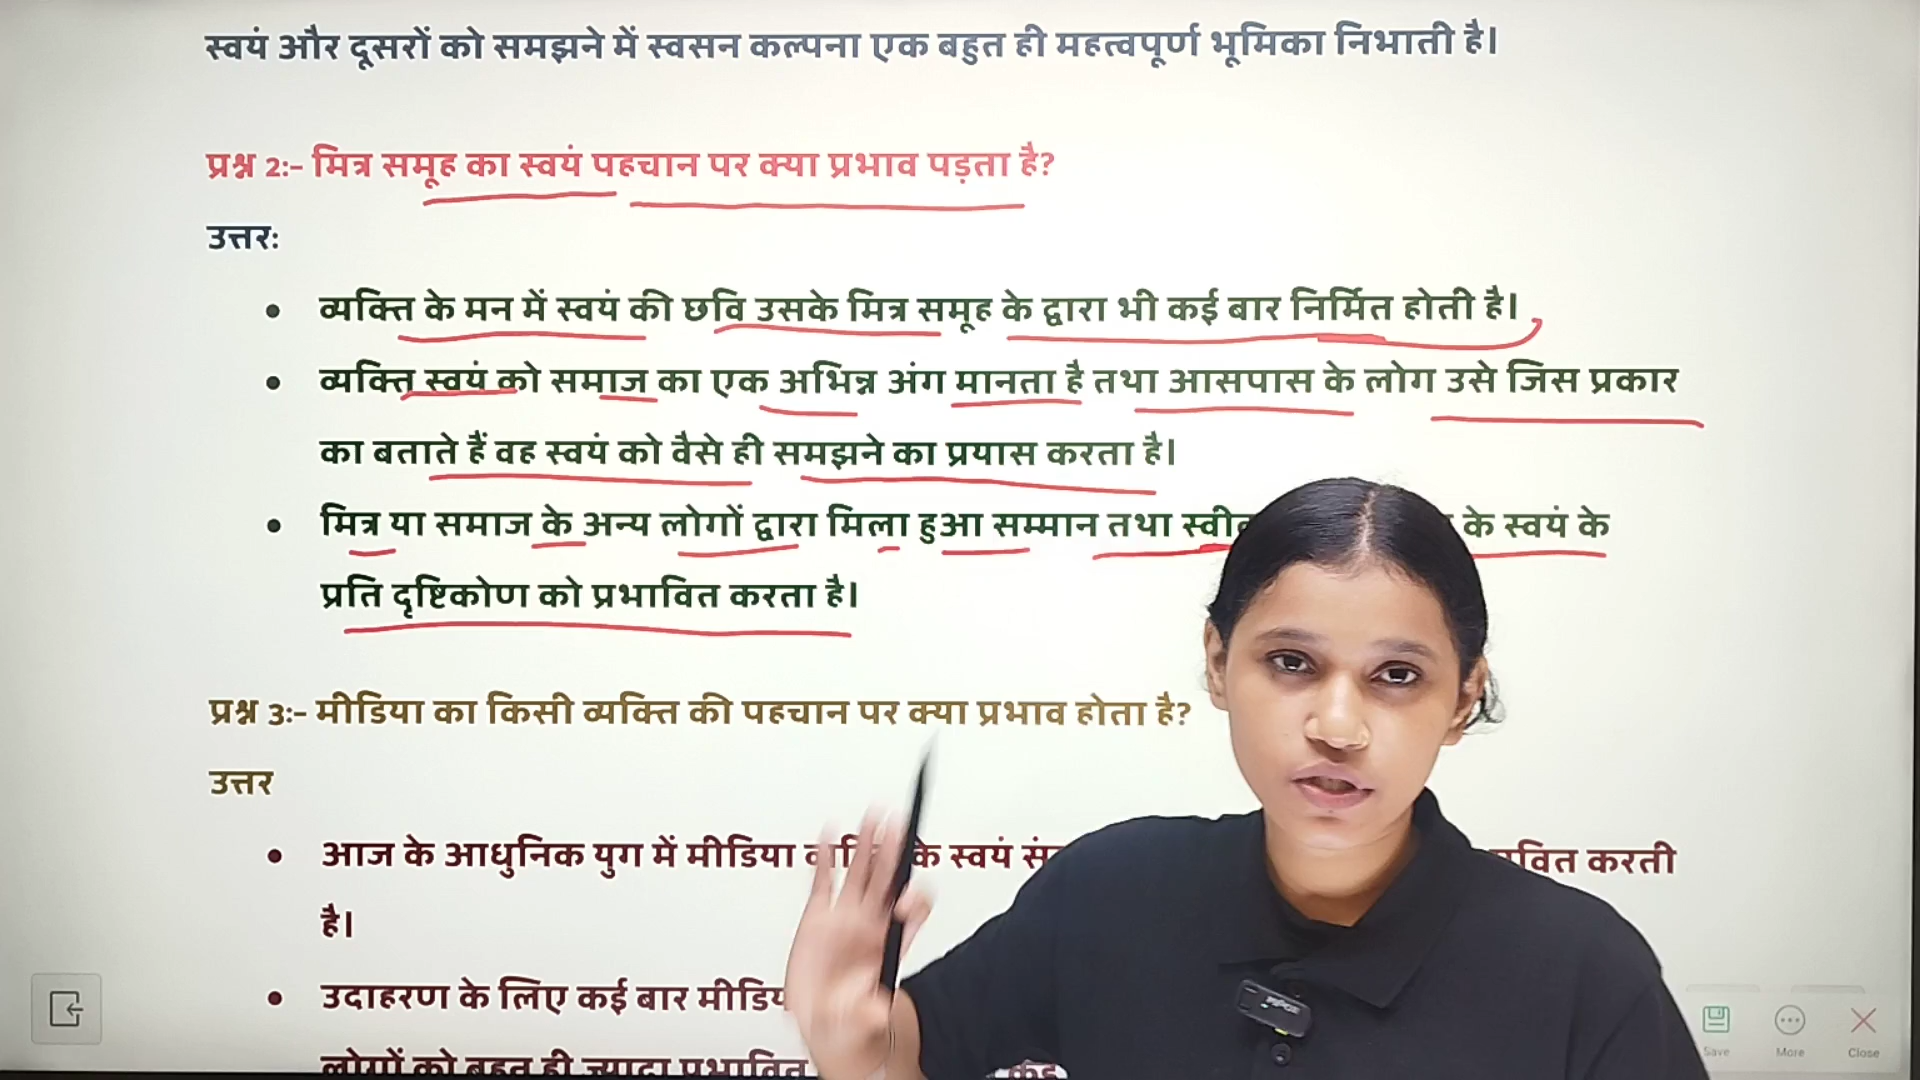 स्वयं और दूसरों को समझने में स्वसन कल्पना एक बहुत ही महत्वपूर्ण भूमिका निभाती है।
प्रश्न 2:- मित्र समूह का स्वयं पहचान पर क्या प्रभाव पड़ता है?
उत्तर:
• व्यक्ति के मन में स्वयं की छवि उसके मित्र समूह के द्वारा भी कई बार निर्मित होती है।
• व्यक्ति स्वयं को समाज का एक अभिन्न अंग मानता है तथा आसपास के लोग उसे जिस प्रकार
का बताते हैं वह स्वयं को वैसे ही समझने का प्रयास करता है।
• मित्र या समाज के अन्य लोगों द्वारा मिला हुआ सम्मान तथा के स्वयं के
प्रति दृष्टिकोण को प्रभावित करता है।
प्रश्न 3:- मीडिया का किसी व्यक्ति की पहचान पर क्या प्रभाव होता है?
उत्तर
• आज के आधुनिक युग में मीडिया के स्वयं करती
है।
• उदाहरण के लिए कई बार
लोगों को बहुत ही ज्यादा प्रभावित
Save More Close